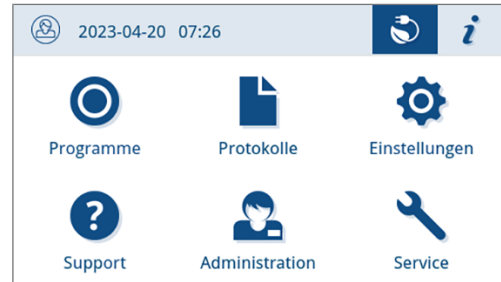 2023-04-20 07:26
i
Programme
Protokolle
Einstellungen
?
Support
Administration
Service